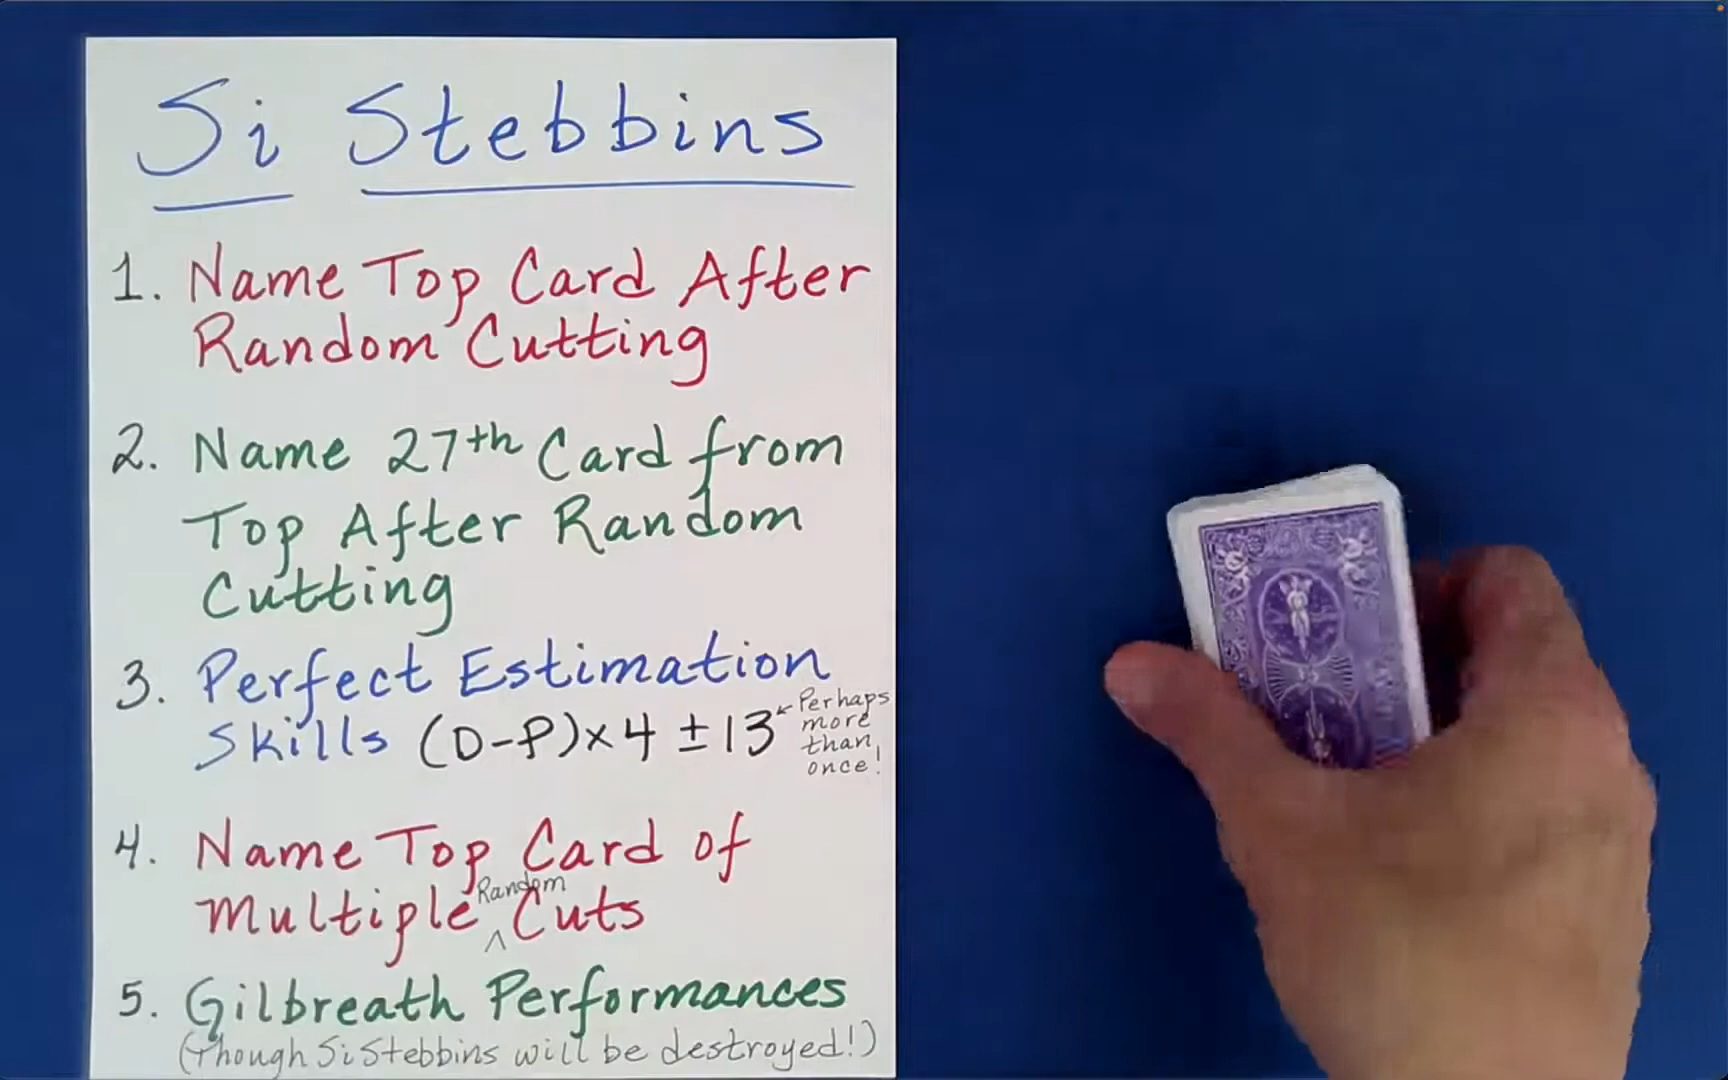 Si Stebbins
1. Name Top Card After
Random Cutting
2. Name 27th Card from
Top After Random
Cutting
3. Perfect Estimation
Skills (D-P)x4 ±13 ← Perhaps
more
than
once!
4. Name Top Card of
Multiple ^ Random Cuts
5. Gilbreath Performances
(Though Si Stebbins will be destroyed!)